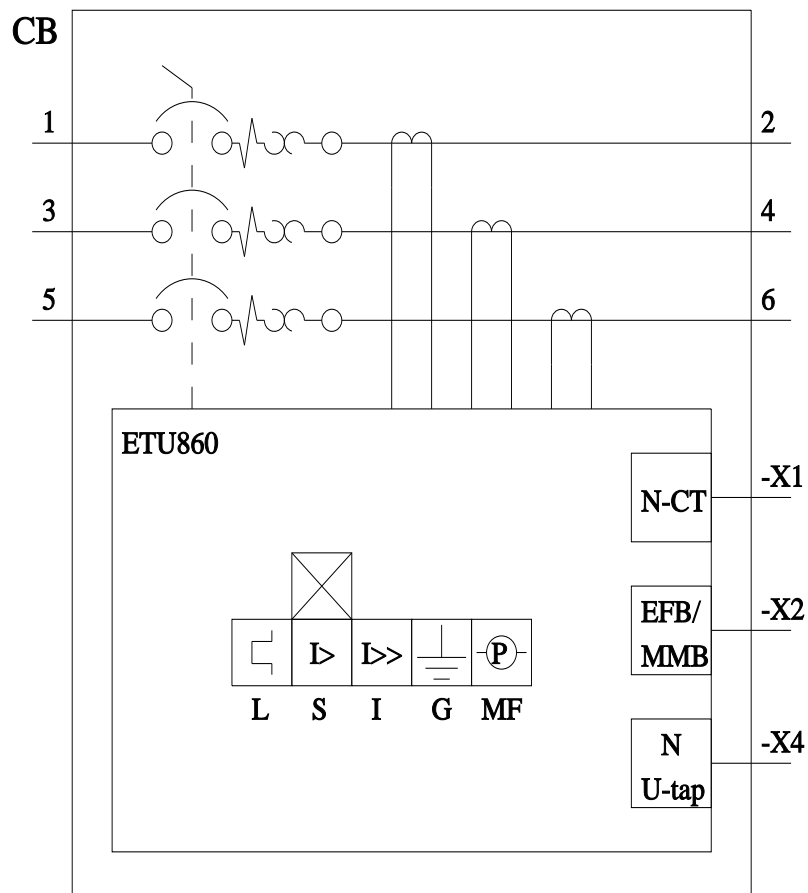 CB
1
2
3
4
5
6
ETU860
N-CT
-X1
EFB/
MMB
-X2
I>
I>>
P
L S I G MF
N
U-tap
-X4